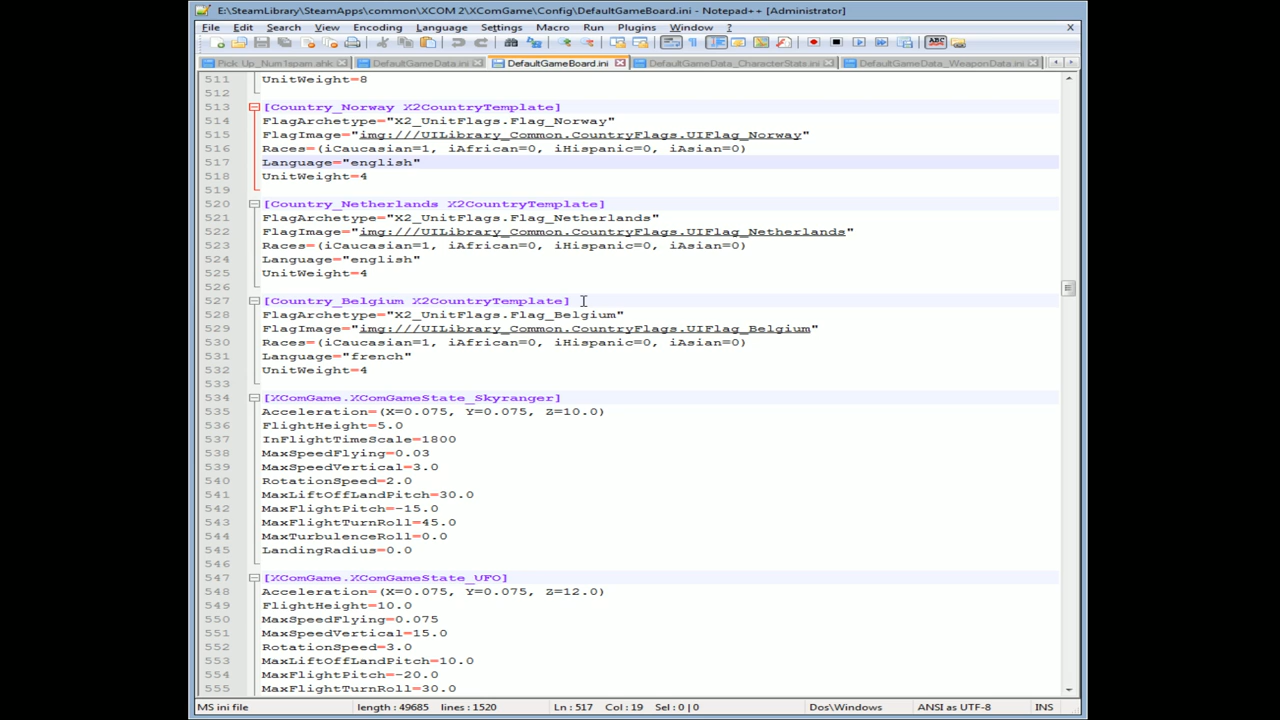 E:\SteamLibrary\SteamApps\common\XCOM 2\XComGame\Config\DefaultGameBoard.ini - Notepad++ [Administrator]
File Edit Search View Encoding Language Settings Macro Run Plugins Window ? X
Pick Up_Num1spam.ahk DefaultGameData.ini DefaultGameBoard.ini DefaultGameData_CharacterStats.ini DefaultGameData_WeaponData.ini
511 UnitWeight=8
512
513 [Country_Norway X2CountryTemplate]
514 FlagArchetype="X2_UnitFlags.Flag_Norway"
515 FlagImage="img:///UILibrary_Common.CountryFlags.UIFlag_Norway"
516 Races=(iCaucasian=1, iAfrican=0, iHispanic=0, iAsian=0)
517 Language="english"
518 UnitWeight=4
519
520 [Country_Netherlands X2CountryTemplate]
521 FlagArchetype="X2_UnitFlags.Flag_Netherlands"
522 FlagImage="img:///UILibrary_Common.CountryFlags.UIFlag_Netherlands"
523 Races=(iCaucasian=1, iAfrican=0, iHispanic=0, iAsian=0)
524 Language="english"
525 UnitWeight=4
526
527 [Country_Belgium X2CountryTemplate]
528 FlagArchetype="X2_UnitFlags.Flag_Belgium"
529 FlagImage="img:///UILibrary_Common.CountryFlags.UIFlag_Belgium"
530 Races=(iCaucasian=1, iAfrican=0, iHispanic=0, iAsian=0)
531 Language="french"
532 UnitWeight=4
533
534 [XComGame.XComGameState_Skyranger]
535 Acceleration=(X=0.075, Y=0.075, Z=10.0)
536 FlightHeight=5.0
537 InFlightTimeScale=1800
538 MaxSpeedFlying=0.03
539 MaxSpeedVertical=3.0
540 RotationSpeed=2.0
541 MaxLiftOffLandPitch=30.0
542 MaxFlightPitch=-15.0
543 MaxFlightTurnRoll=45.0
544 MaxTurbulenceRoll=0.0
545 LandingRadius=0.0
546
547 [XComGame.XComGameState_UFO]
548 Acceleration=(X=0.075, Y=0.075, Z=12.0)
549 FlightHeight=10.0
550 MaxSpeedFlying=0.075
551 MaxSpeedVertical=15.0
552 RotationSpeed=3.0
553 MaxLiftOffLandPitch=10.0
554 MaxFlightPitch=-20.0
555 MaxFlightTurnRoll=30.0
MS ini file length : 49685 lines : 1520 Ln : 517 Col : 19 Sel : 0 | 0 Dos\Windows ANSI as UTF-8 INS